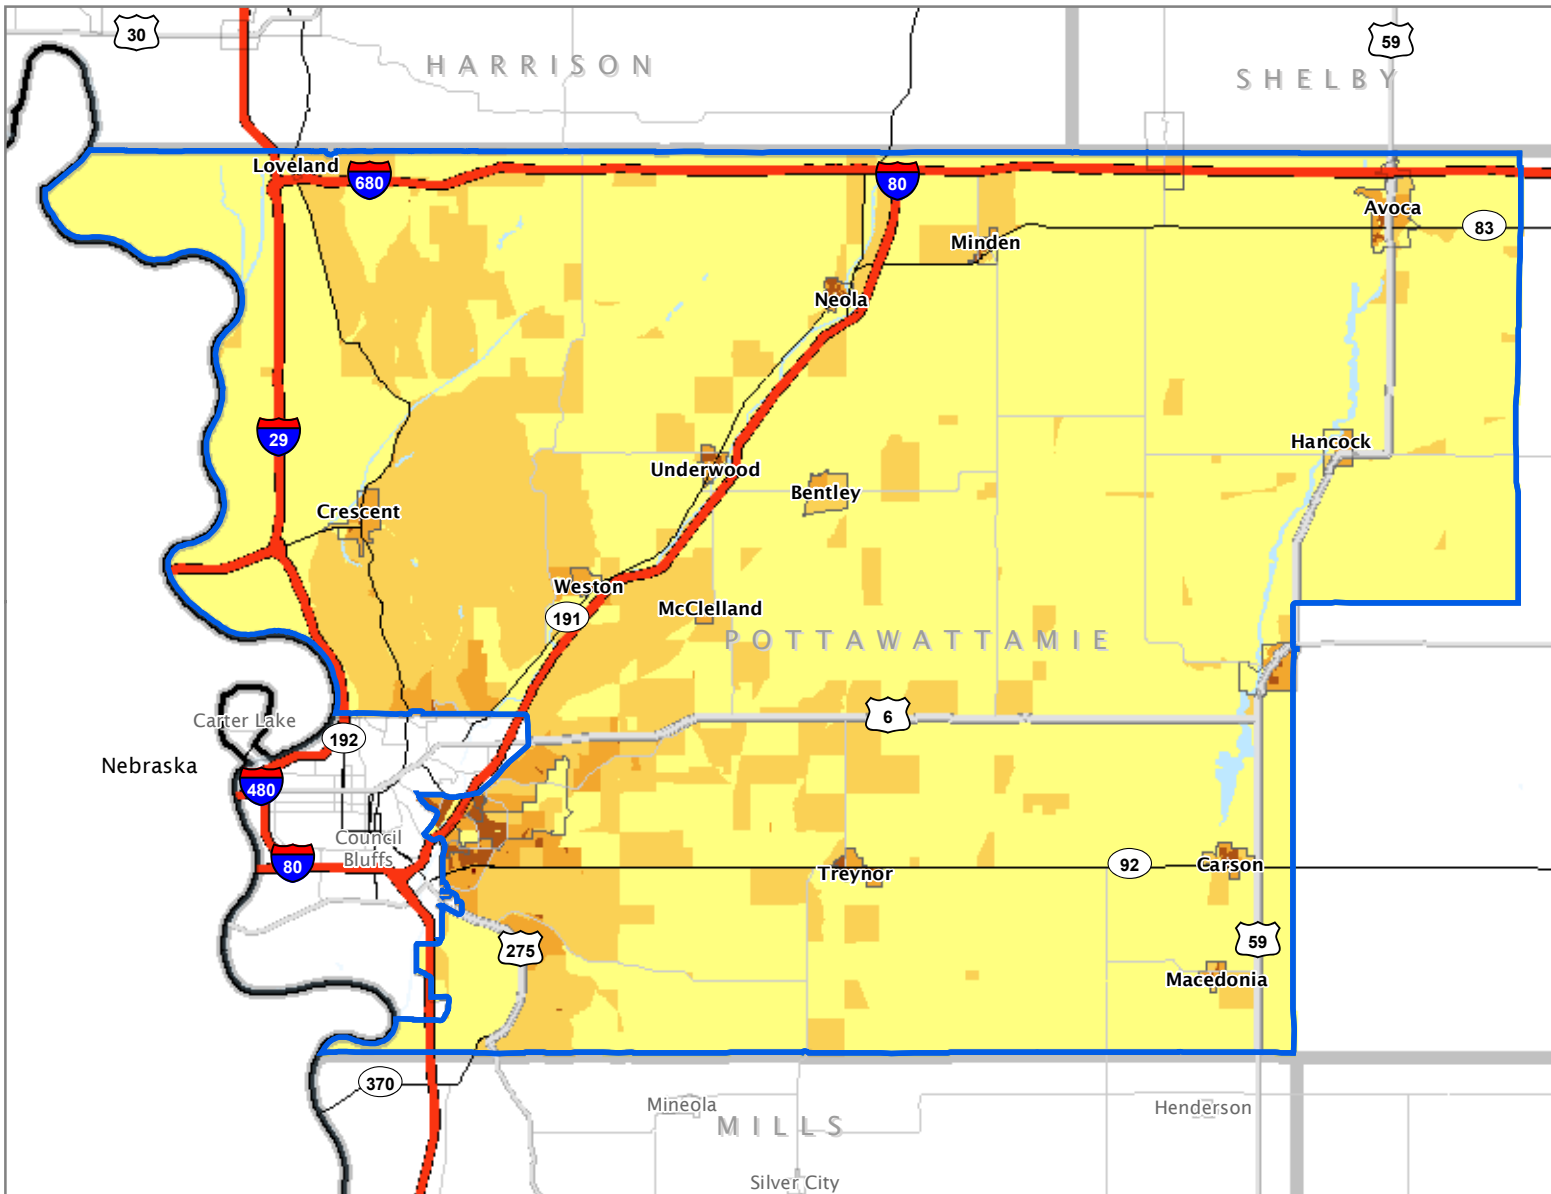 30
59
HARRISON
SHELBY
Loveland
680
80
Avoca
83
Minden
Neola
29
Hancock
Underwood
Bentley
Crescent
Weston
McClelland
191
POTTAWATTAMIE
Carter Lake
6
192
Nebraska
480
Council
Bluffs
80
Treynor
92
Carson
275
59
Macedonia
370
Mineola
Henderson
MILLS
Silver City